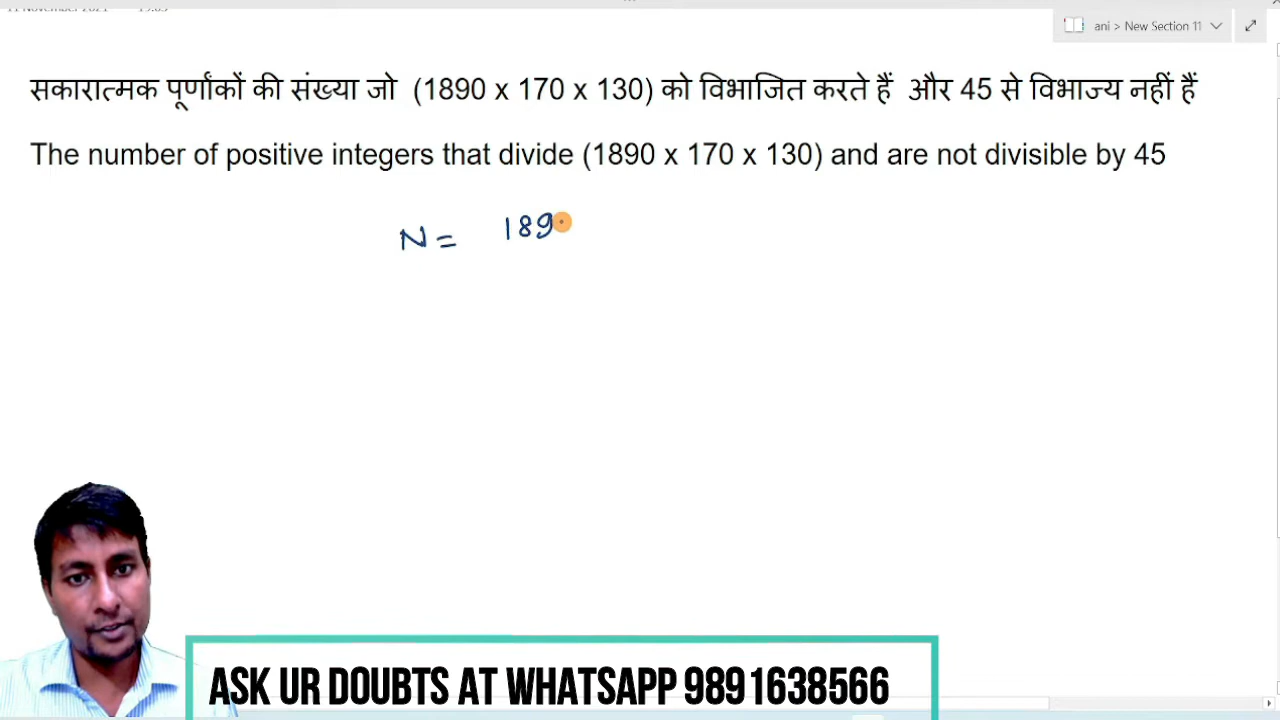 ani > New Section 11
सकारात्मक पूर्णांकों की संख्या जो (1890 x 170 x 130) को विभाजित करते हैं और 45 से विभाज्य नहीं हैं
The number of positive integers that divide (1890 x 170 x 130) and are not divisible by 45
N = 189
ASK UR DOUBTS AT WHATSAPP 9891638566